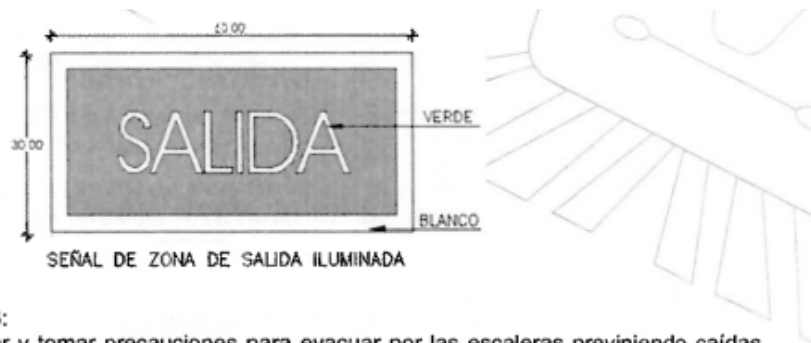 SALIDA
VERDE
30.00
BLANCO
SEÑAL DE ZONA DE SALIDA ILUMINADA
y tomar precauciones para evacuar por las escaleras previniendo caídas